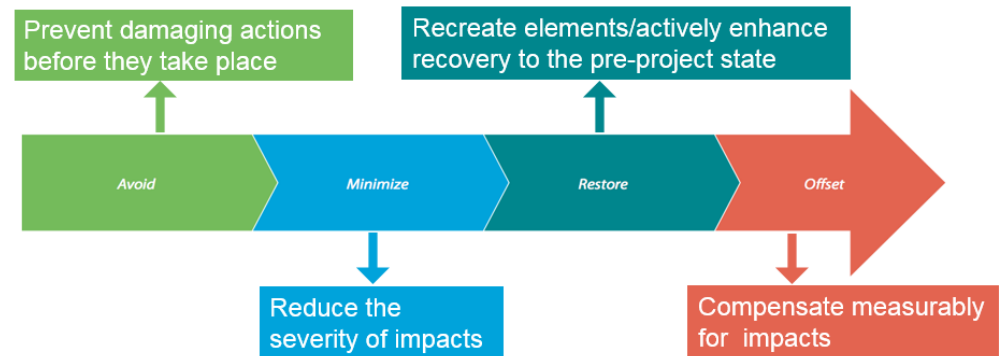 Prevent damaging actions
before they take place
Recreate elements/actively enhance
recovery to the pre-project state
Avoid
Minimize
Restore
Offset
Reduce the
severity of impacts
Compensate measurably
for impacts